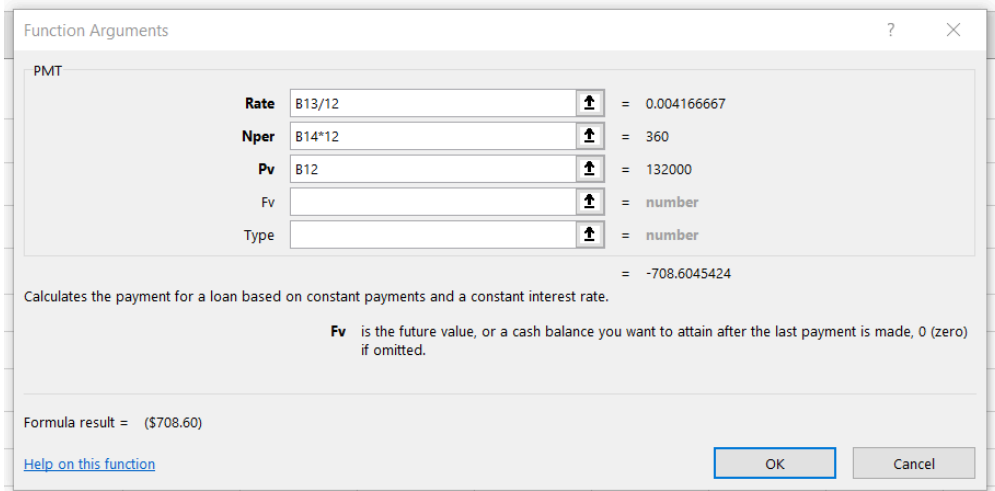 Function Arguments ?
PMT
Rate B13/12 = 0.004166667
Nper B14*12 = 360
Pv B12 = 132000
Fv = number
Type = number
= -708.6045424
Calculates the payment for a loan based on constant payments and a constant interest rate.
Fv is the future value, or a cash balance you want to attain after the last payment is made, 0 (zero)
if omitted.
Formula result = ($708.60)
Help on this function OK Cancel